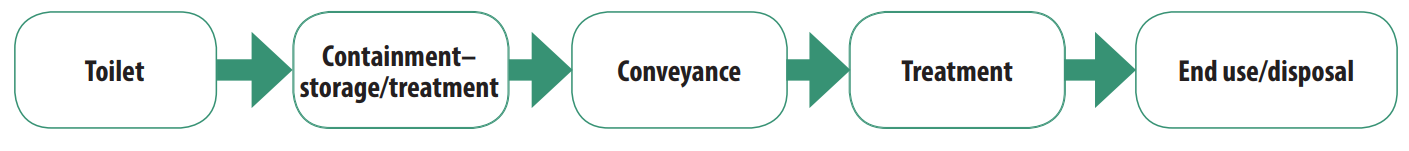 Toilet
Containment–
storage/treatment
Conveyance
Treatment
End use/disposal